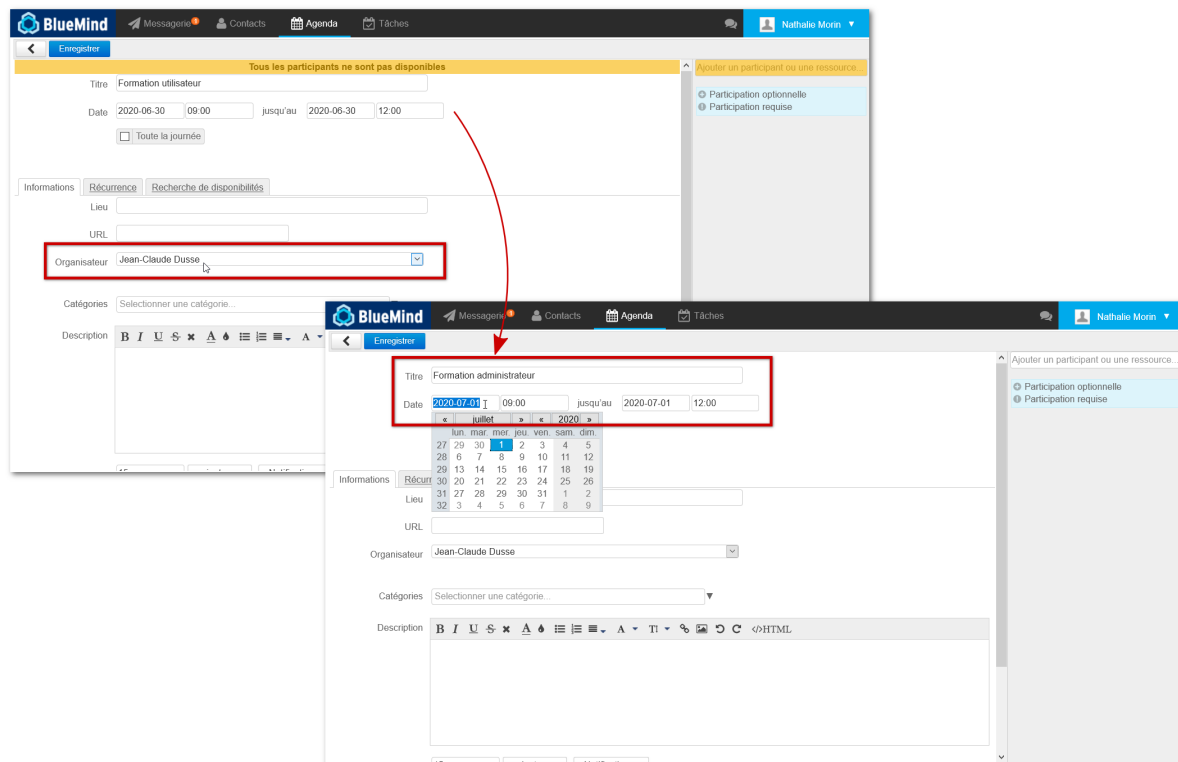 BlueMind Messagerie 1 Contacts Agenda Tâches Nathalie Morin ▼
Enregistrer
Tous les participants ne sont pas disponibles
Ajouter un participant ou une ressource...
Titre Formation utilisateur
Participation optionnelle
Participation requise
Date 2020-06-30 09:00 jusqu'au 2020-06-30 12:00
Toute la journée
Informations Récurrence Recherche de disponibilités
Lieu
URL
Organisateur Jean-Claude Dusse
Catégories Selectionner une catégorie...
Description B I U S A A
BlueMind Messagerie Contacts Agenda Tâches Nathalie Morin ▼
Enregistrer
Ajouter un participant ou une ressource...
Titre Formation administrateur
Participation optionnelle
Participation requise
Date 2020-07-01 09:00 jusqu'au 2020-07-01 12:00
« juillet » « 2020 »
lun. mar. mer. jeu. ven. sam. dim.
27 29 30 1 2 3 4 5
28 6 7 8 9 10 11 12
29 13 14 15 16 17 18 19
30 20 21 22 23 24 25 26
31 27 28 29 30 31 1 2
32 3 4 5 6 7 8 9
Informations Récur
Lieu
URL
Organisateur Jean-Claude Dusse
Catégories Selectionner une catégorie... ▼
Description B I U S A A T! </>HTML